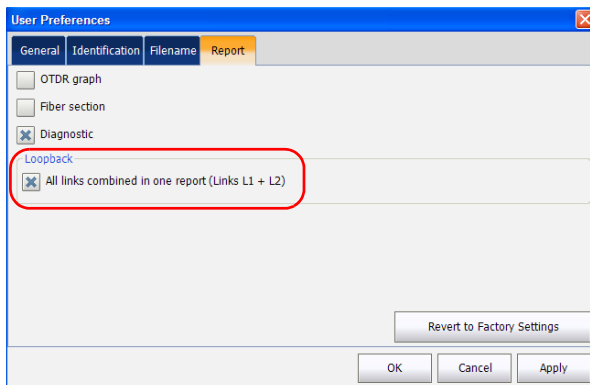 User Preferences
General Identification Filename Report
OTDR graph
Fiber section
Diagnostic
Loopback
All links combined in one report (Links L1 + L2)
Revert to Factory Settings
OK Cancel Apply